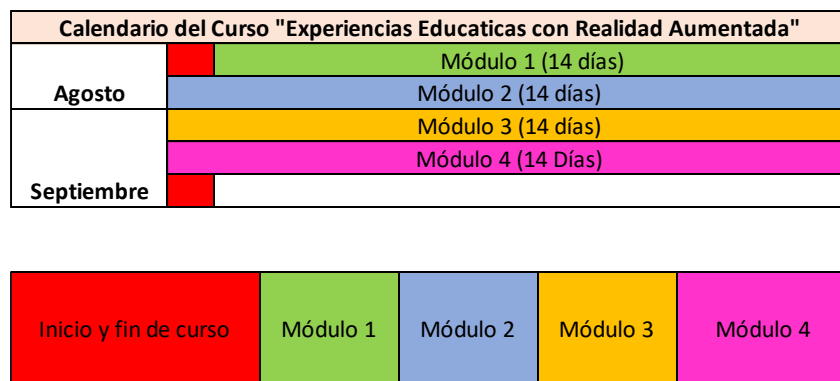 Calendario del Curso "Experiencias Educaticas con Realidad Aumentada"
Módulo 1 (14 días)
Agosto Módulo 2 (14 días)
Módulo 3 (14 días)
Módulo 4 (14 Días)
Septiembre
Inicio y fin de curso Módulo 1 Módulo 2 Módulo 3 Módulo 4